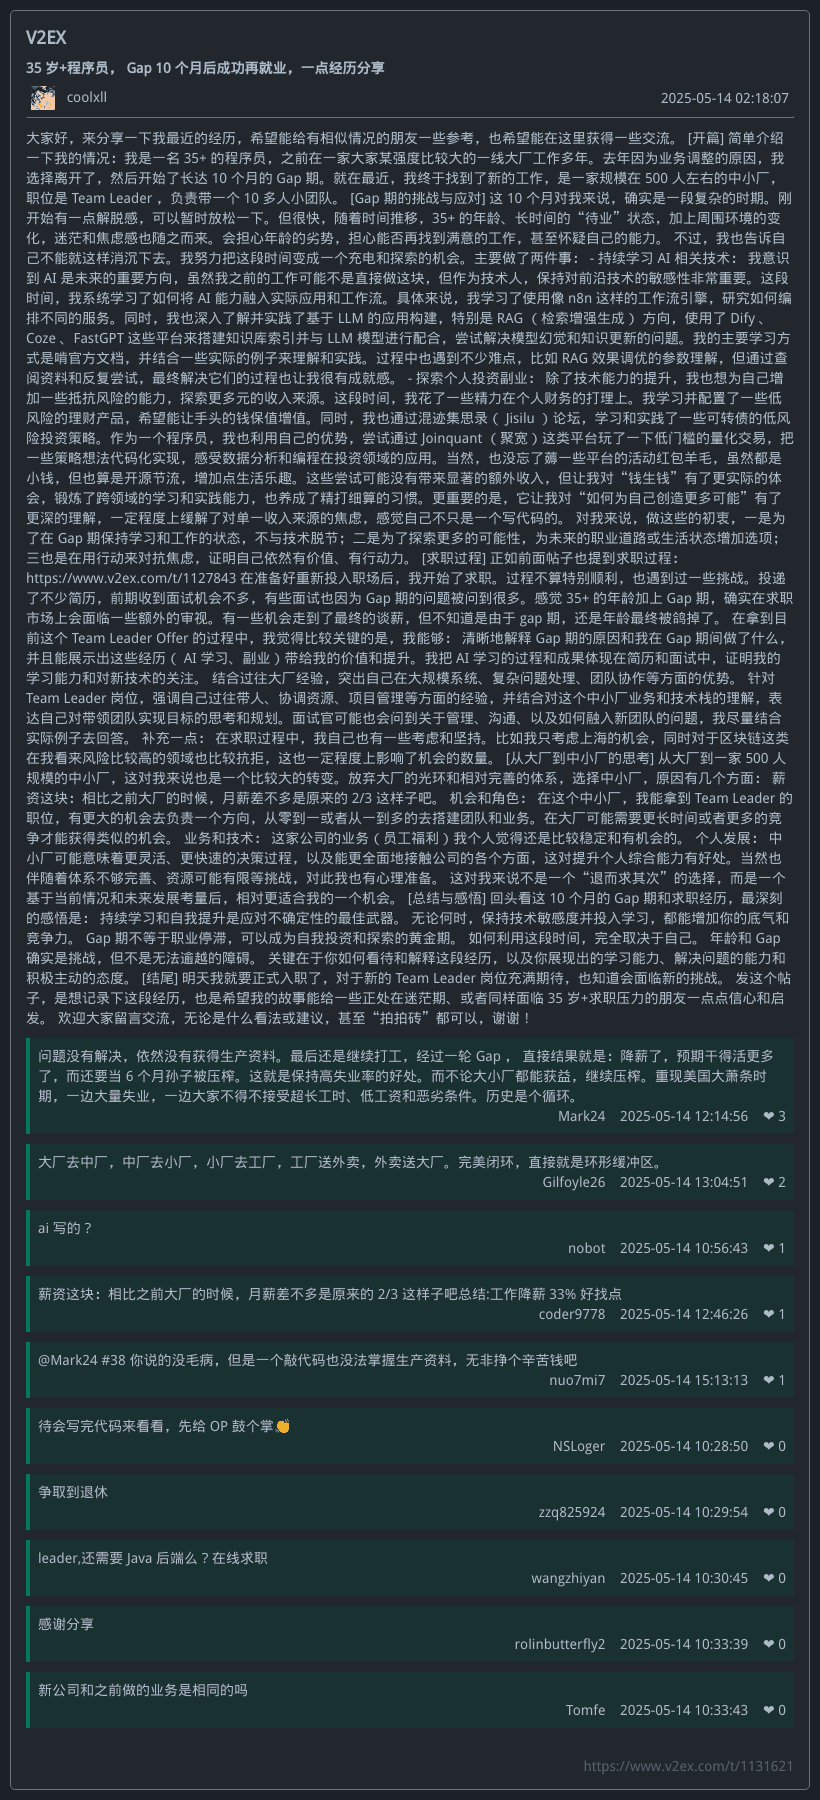 V2EX
35 岁+程序员， Gap 10 个月后成功再就业，一点经历分享
coolxll
2025-05-14 02:18:07
大家好，来分享一下我最近的经历，希望能给有相似情况的朋友一些参考，也希望能在这里获得一些交流。 [开篇] 简单介绍
一下我的情况：我是一名 35+ 的程序员，之前在一家大家某强度比较大的一线大厂工作多年。去年因为业务调整的原因，我
选择离开了，然后开始了长达 10 个月的 Gap 期。就在最近，我终于找到了新的工作，是一家规模在 500 人左右的中小厂，
职位是 Team Leader ，负责带一个 10 多人小团队。 [Gap 期的挑战与应对] 这 10 个月对我来说，确实是一段复杂的时期。刚
开始有一点解脱感，可以暂时放松一下。但很快，随着时间推移，35+ 的年龄、长时间的“待业”状态，加上周围环境的变
化，迷茫和焦虑感也随之而来。会担心年龄的劣势，担心能否再找到满意的工作，甚至怀疑自己的能力。 不过，我也告诉自
己不能就这样消沉下去。我努力把这段时间变成一个充电和探索的机会。主要做了两件事： - 持续学习 AI 相关技术： 我意识
到 AI 是未来的重要方向，虽然我之前的工作可能不是直接做这块，但作为技术人，保持对前沿技术的敏感性非常重要。这段
时间，我系统学习了如何将 AI 能力融入实际应用和工作流。具体来说，我学习了使用像 n8n 这样的工作流引擎，研究如何编
排不同的服务。同时，我也深入了解并实践了基于 LLM 的应用构建，特别是 RAG （ 检索增强生成 ） 方向，使用了 Dify 、
Coze 、FastGPT 这些平台来搭建知识库索引并与 LLM 模型进行配合，尝试解决模型幻觉和知识更新的问题。我的主要学习方
式是啃官方文档，并结合一些实际的例子来理解和实践。过程中也遇到不少难点，比如 RAG 效果调优的参数理解，但通过查
阅资料和反复尝试，最终解决它们的过程也让我很有成就感。 - 探索个人投资副业： 除了技术能力的提升，我也想为自己增
加一些抵抗风险的能力，探索更多元的收入来源。这段时间，我花了一些精力在个人财务的打理上。我学习并配置了一些低
风险的理财产品，希望能让手头的钱保值增值。同时，我也通过混迹集思录（ Jisilu ）论坛，学习和实践了一些可转债的低风
险投资策略。作为一个程序员，我也利用自己的优势，尝试通过 Joinquant （聚宽）这类平台玩了一下低门槛的量化交易，把
一些策略想法代码化实现，感受数据分析和编程在投资领域的应用。当然，也没忘了薅一些平台的活动红包羊毛，虽然都是
小钱，但也算是开源节流，增加点生活乐趣。这些尝试可能没有带来显著的额外收入，但让我对“钱生钱”有了更实际的体
会，锻炼了跨领域的学习和实践能力，也养成了精打细算的习惯。更重要的是，它让我对“如何为自己创造更多可能”有了
更深的理解，一定程度上缓解了对单一收入来源的焦虑，感觉自己不只是一个写代码的。 对我来说，做这些的初衷，一是为
了在 Gap 期保持学习和工作的状态，不与技术脱节；二是为了探索更多的可能性，为未来的职业道路或生活状态增加选项；
三也是在用行动来对抗焦虑，证明自己依然有价值、有行动力。 [求职过程] 正如前面帖子也提到求职过程：
https://www.v2ex.com/t/1127843 在准备好重新投入职场后，我开始了求职。过程不算特别顺利，也遇到过一些挑战。投递
了不少简历，前期收到面试机会不多，有些面试也因为 Gap 期的问题被问到很多。感觉 35+ 的年龄加上 Gap 期，确实在求职
市场上会面临一些额外的审视。有一些机会走到了最终的谈薪，但不知道是由于 gap 期，还是年龄最终被鸽掉了。 在拿到目
前这个 Team Leader Offer 的过程中，我觉得比较关键的是，我能够： 清晰地解释 Gap 期的原因和我在 Gap 期间做了什么，
并且能展示出这些经历（ AI 学习、副业）带给我的价值和提升。我把 AI 学习的过程和成果体现在简历和面试中，证明我的
学习能力和对新技术的关注。 结合过往大厂经验，突出自己在大规模系统、复杂问题处理、团队协作等方面的优势。 针对
Team Leader 岗位，强调自己过往带人、协调资源、项目管理等方面的经验，并结合对这个中小厂业务和技术栈的理解，表
达自己对带领团队实现目标的思考和规划。面试官可能也会问到关于管理、沟通、以及如何融入新团队的问题，我尽量结合
实际例子去回答。 补充一点： 在求职过程中，我自己也有一些考虑和坚持。比如我只考虑上海的机会，同时对于区块链这类
在我看来风险比较高的领域也比较抗拒，这也一定程度上影响了机会的数量。 [从大厂到中小厂的思考] 从大厂到一家 500 人
规模的中小厂，这对我来说也是一个比较大的转变。放弃大厂的光环和相对完善的体系，选择中小厂，原因有几个方面： 薪
资这块：相比之前大厂的时候，月薪差不多是原来的 2/3 这样子吧。 机会和角色： 在这个中小厂，我能拿到 Team Leader 的
职位，有更大的机会去负责一个方向，从零到一或者从一到多的去搭建团队和业务。在大厂可能需要更长时间或者更多的竞
争才能获得类似的机会。 业务和技术： 这家公司的业务（ 员工福利 ）我个人觉得还是比较稳定和有机会的。 个人发展： 中
小厂可能意味着更灵活、更快速的决策过程，以及能更全面地接触公司的各个方面，这对提升个人综合能力有好处。当然也
伴随着体系不够完善、资源可能有限等挑战，对此我也有心理准备。 这对我来说不是一个“退而求其次”的选择，而是一个
基于当前情况和未来发展考量后，相对更适合我的一个机会。 [总结与感悟] 回头看这 10 个月的 Gap 期和求职经历，最深刻
的感悟是： 持续学习和自我提升是应对不确定性的最佳武器。 无论何时，保持技术敏感度并投入学习，都能增加你的底气和
竞争力。 Gap 期不等于职业停滞，可以成为自我投资和探索的黄金期。 如何利用这段时间，完全取决于自己。 年龄和 Gap
确实是挑战，但不是无法逾越的障碍。 关键在于你如何看待和解释这段经历，以及你展现出的学习能力、解决问题的能力和
积极主动的态度。 [结尾] 明天我就要正式入职了，对于新的 Team Leader 岗位充满期待，也知道会面临新的挑战。 发这个帖
子，是想记录下这段经历，也是希望我的故事能给一些正处在迷茫期、或者同样面临 35 岁+求职压力的朋友一点点信心和启
发。 欢迎大家留言交流，无论是什么看法或建议，甚至“拍拍砖”都可以，谢谢！
问题没有解决，依然没有获得生产资料。最后还是继续打工，经过一轮 Gap ， 直接结果就是：降薪了，预期干得活更多
了，而还要当 6 个月孙子被压榨。这就是保持高失业率的好处。而不论大小厂都能获益，继续压榨。重现美国大萧条时
期，一边大量失业，一边大家不得不接受超长工时、低工资和恶劣条件。历史是个循环。
Mark24 2025-05-14 12:14:56 ❤ 3
大厂去中厂，中厂去小厂，小厂去工厂，工厂送外卖，外卖送大厂。完美闭环，直接就是环形缓冲区。
Gilfoyle26 2025-05-14 13:04:51 ❤ 2
ai 写的？
nobot 2025-05-14 10:56:43 ❤ 1
薪资这块：相比之前大厂的时候，月薪差不多是原来的 2/3 这样子吧总结:工作降薪 33% 好找点
coder9778 2025-05-14 12:46:26 ❤ 1
@Mark24 #38 你说的没毛病，但是一个敲代码也没法掌握生产资料，无非挣个辛苦钱吧
nuo7mi7 2025-05-14 15:13:13 ❤ 1
待会写完代码来看看，先给 OP 鼓个掌👏
NSLoger 2025-05-14 10:28:50 ❤ 0
争取到退休
zzq825924 2025-05-14 10:29:54 ❤ 0
leader,还需要 Java 后端么？在线求职
wangzhiyan 2025-05-14 10:30:45 ❤ 0
感谢分享
rolinbutterfly2 2025-05-14 10:33:39 ❤ 0
新公司和之前做的业务是相同的吗
Tomfe 2025-05-14 10:33:43 ❤ 0
https://www.v2ex.com/t/1131621